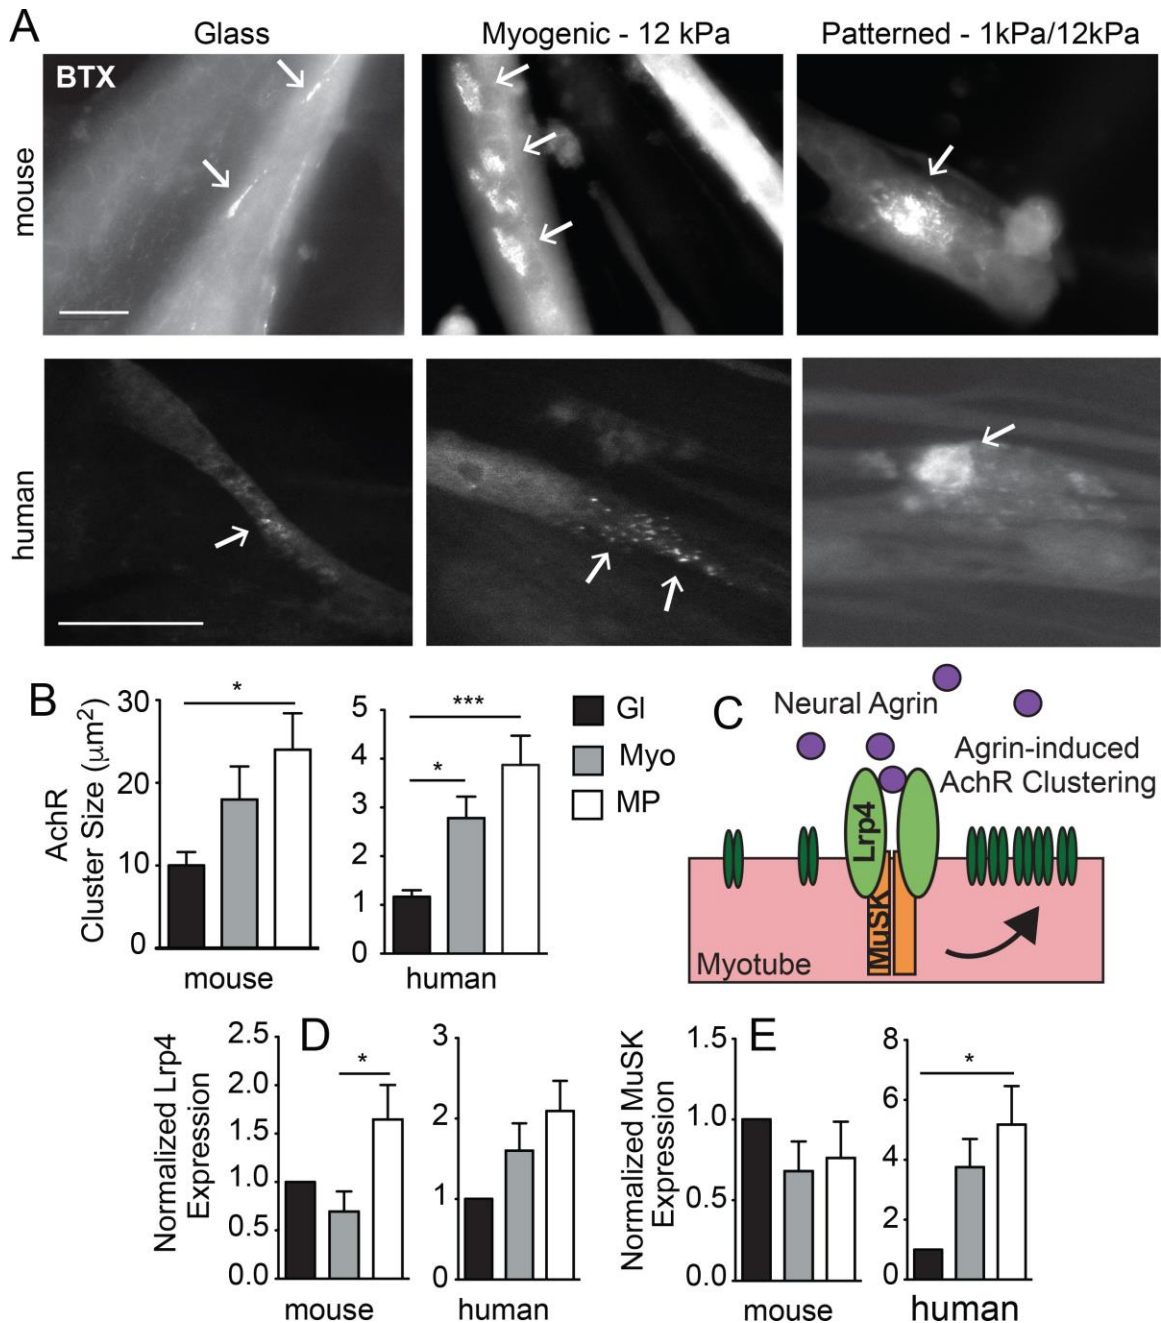 A
Glass
Myogenic - 12 kPa
Patterned - 1kPa/12kPa
BTX
mouse
human
B
AchR
Cluster Size (μm²)
30
20
10
0
*
mouse
5
4
3
2
1
0
***
*
human
Gl
Myo
MP
C
Neural Agrin
Agrin-induced
AchR Clustering
Lrp4
MuSK
Myotube
D
Normalized Lrp4
Expression
2.5
2.0
1.5
1.0
0.5
0.0
*
mouse
3
2
1
0
human
E
Normalized MuSK
Expression
1.5
1.0
0.5
0.0
mouse
8
6
4
2
0
*
human